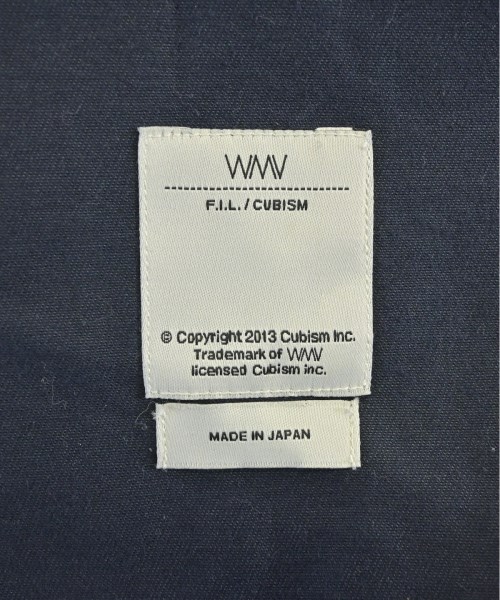 WMV
F.I.L. / CUBISM
© Copyright 2013 Cubism Inc.
Trademark of WMV
licensed Cubism inc.
MADE IN JAPAN